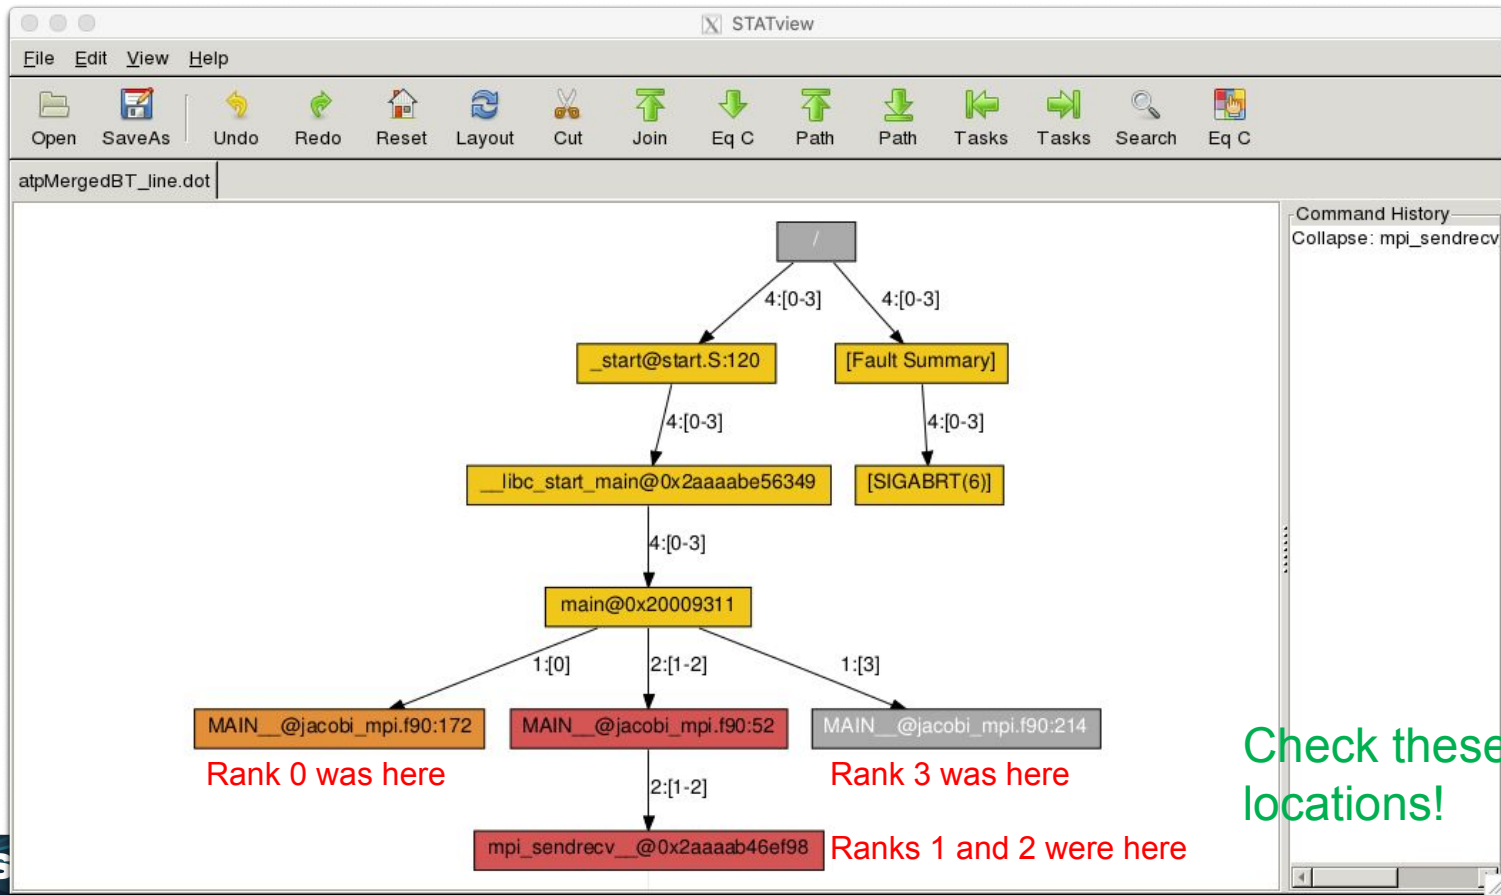 STATview
File Edit View Help
Open SaveAs Undo Redo Reset Layout Cut Join Eq C Path Path Tasks Tasks Search Eq C
atpMergedBT_line.dot
Command History
Collapse: mpi_sendrecv
/
4:[0-3] 4:[0-3]
_start@start.S:120 [Fault Summary]
4:[0-3] 4:[0-3]
__libc_start_main@0x2aaaabe56349 [SIGABRT(6)]
4:[0-3]
main@0x20009311
1:[0] 2:[1-2] 1:[3]
MAIN__@jacobi_mpi.f90:172 MAIN__@jacobi_mpi.f90:52 MAIN__@jacobi_mpi.f90:214
Rank 0 was here Rank 3 was here
Check these
locations!
2:[1-2]
mpi_sendrecv__@0x2aaaab46ef98 Ranks 1 and 2 were here